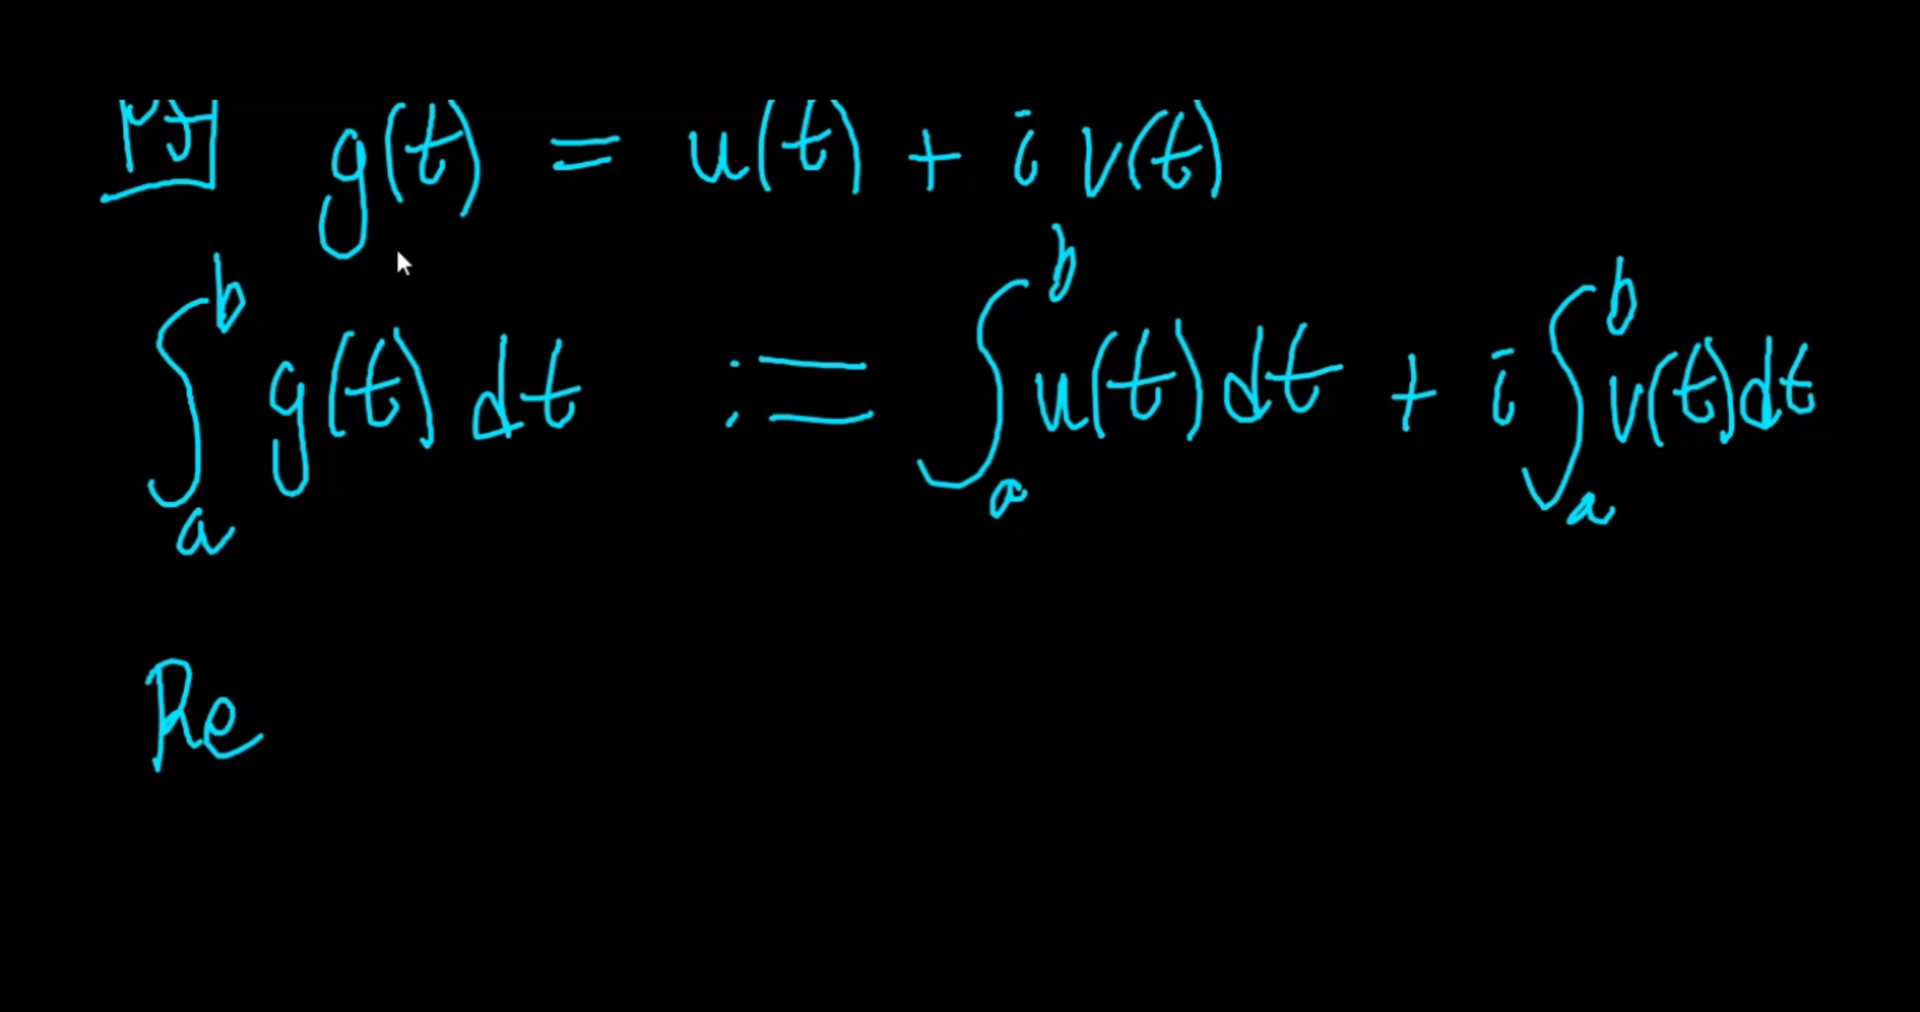 g(t) = u(t) + i v(t)
∫_a^b g(t) dt := ∫_a^b u(t) dt + i ∫_a^b v(t) dt
Re